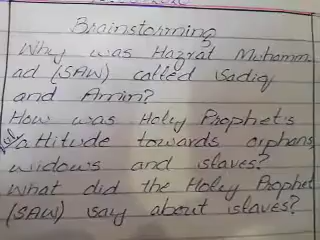 Brainstorming
Why was Hazrat Muhamm
ad (SAW) called Sadiq
and Amin?
How was Holy Prophet's
attitude towards orphans,
widows and slaves?
What did the Holy Prophet
(SAW) say about slaves?